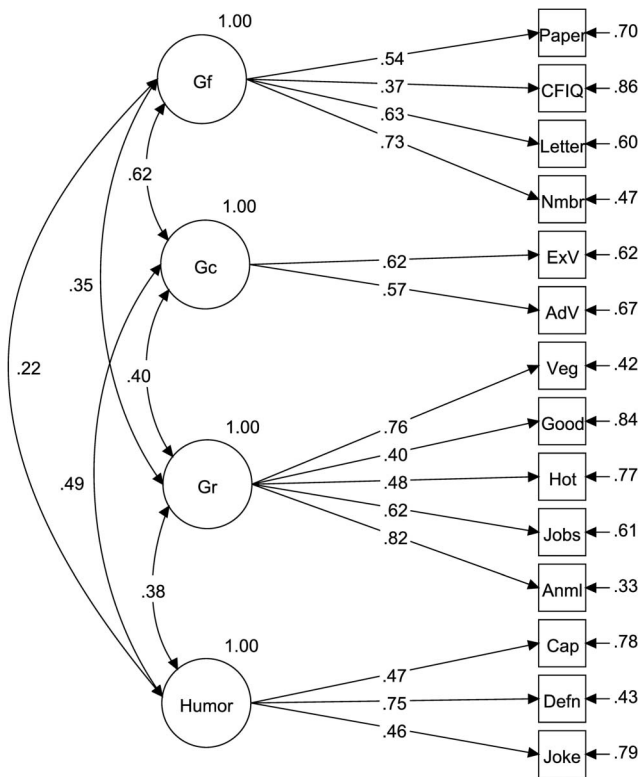 1.00
Gf
.54
.37
.63
.73
Paper
.70
CFIQ
.86
Letter
.60
Nmbr
.47
.62
1.00
Gc
.62
.57
ExV
.62
AdV
.67
.35
.22
.40
.49
1.00
Gr
.76
.40
.48
.62
.82
Veg
.42
Good
.84
Hot
.77
Jobs
.61
Anml
.33
.38
1.00
Humor
.47
.75
.46
Cap
.78
Defn
.43
Joke
.79